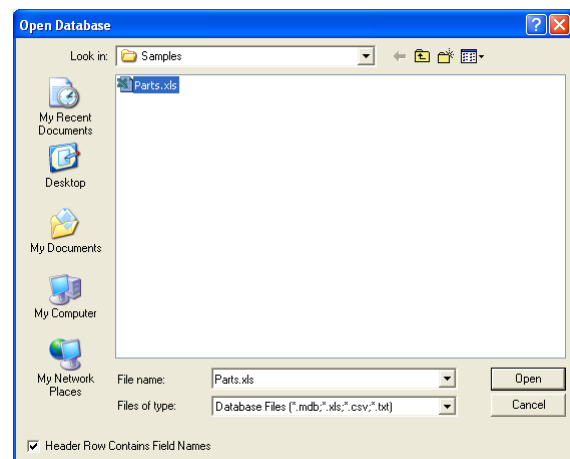 Open Database
Look in:
Samples
Parts.xls
My Recent
Documents
Desktop
My Documents
My Computer
My Network
Places
File name:
Parts.xls
Open
Files of type:
Database Files (*.mdb;*.xls;*.csv;*.txt)
Cancel
Header Row Contains Field Names